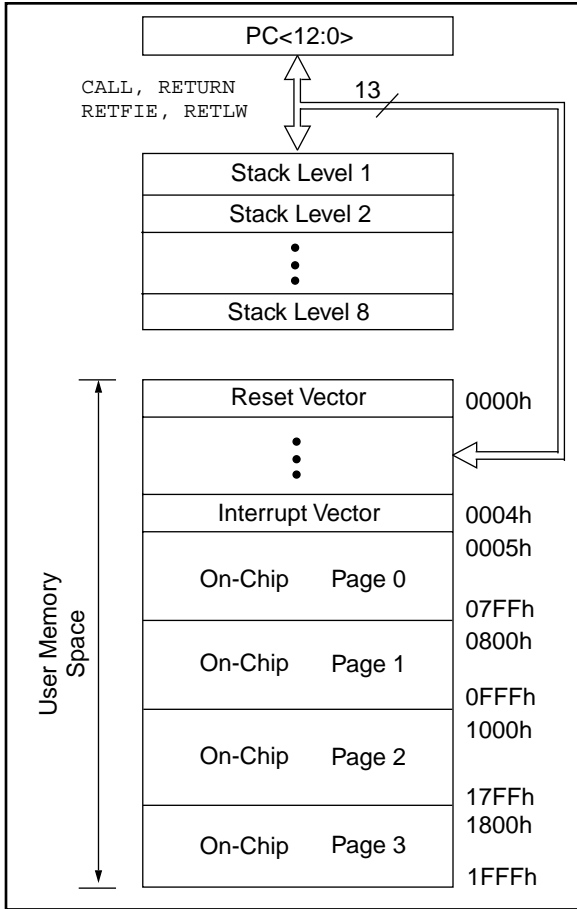 PC<12:0>
CALL, RETURN
RETFIE, RETLW
13
Stack Level 1
Stack Level 2
Stack Level 8
User Memory
Space
Reset Vector
0000h
Interrupt Vector
0004h
0005h
On-Chip Page 0
07FFh
0800h
On-Chip Page 1
0FFFh
1000h
On-Chip Page 2
17FFh
1800h
On-Chip Page 3
1FFFh